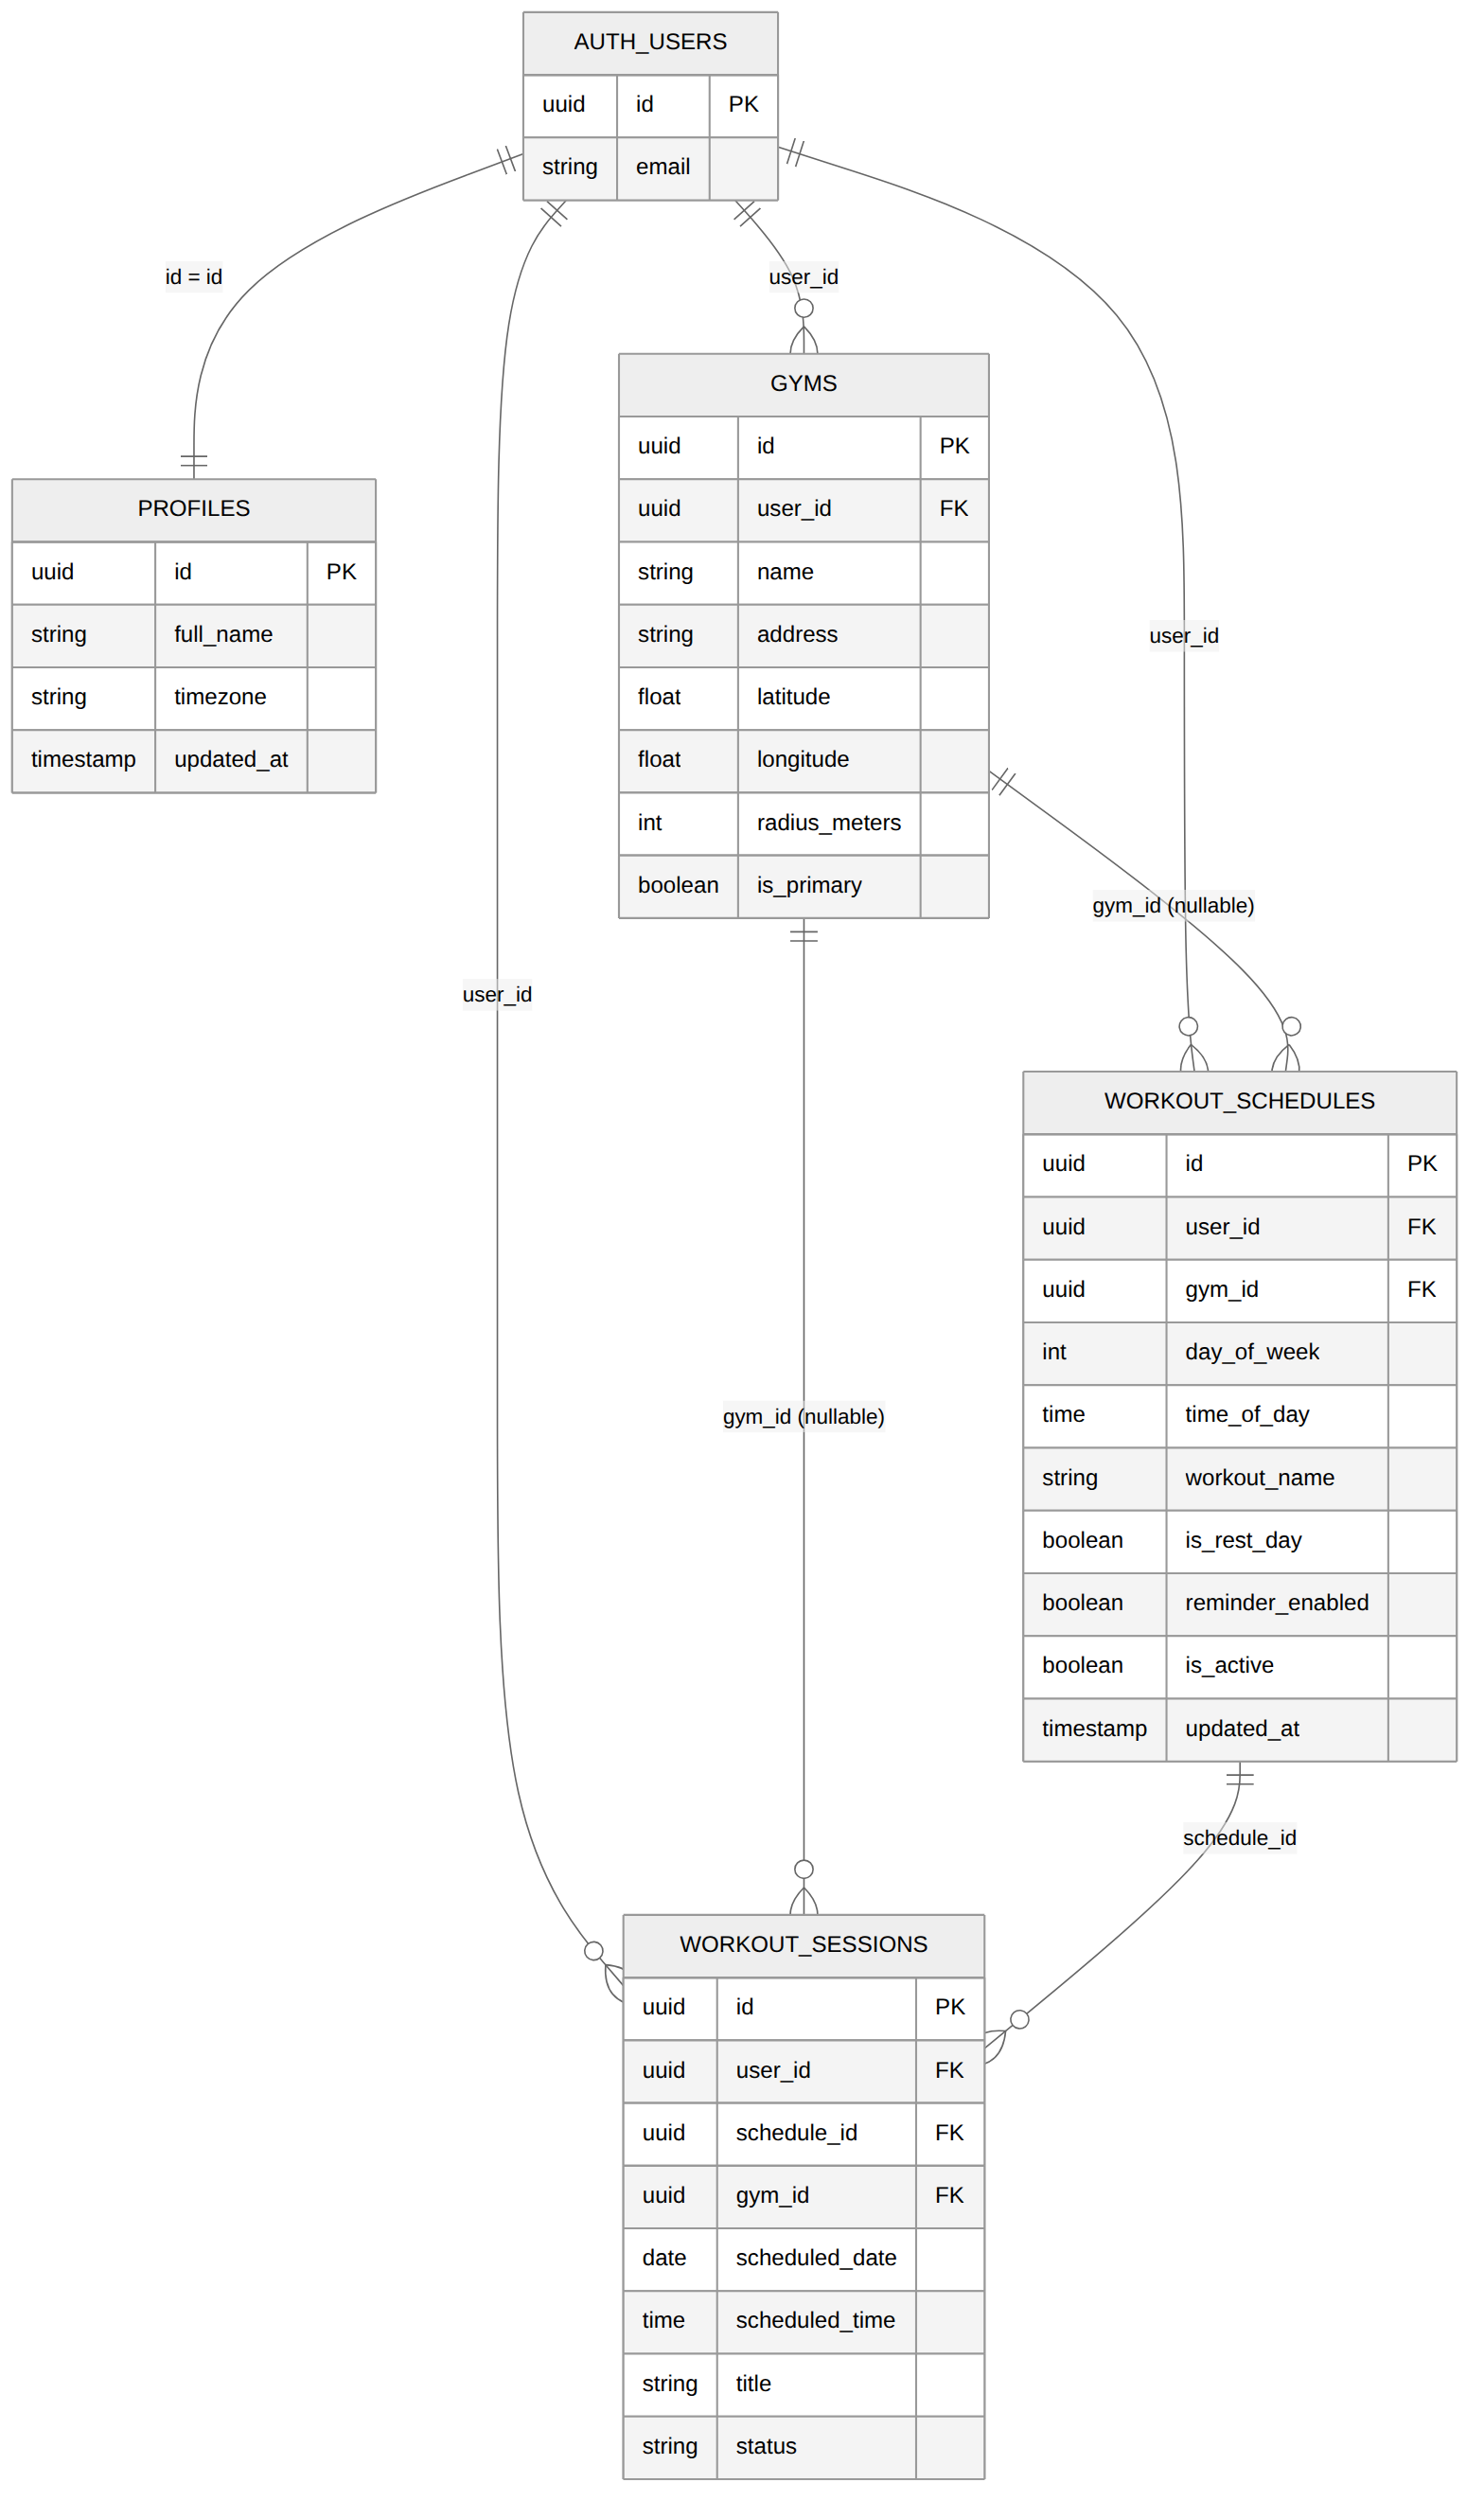 AUTH_USERS
uuid id PK
string email
id = id
user_id
GYMS
uuid id PK
uuid user_id FK
string name
string address
float latitude
float longitude
int radius_meters
boolean is_primary
PROFILES
uuid id PK
string full_name
string timezone
timestamp updated_at
user_id
gym_id (nullable)
user_id
WORKOUT_SCHEDULES
uuid id PK
uuid user_id FK
uuid gym_id FK
int day_of_week
time time_of_day
string workout_name
boolean is_rest_day
boolean reminder_enabled
boolean is_active
timestamp updated_at
gym_id (nullable)
schedule_id
WORKOUT_SESSIONS
uuid id PK
uuid user_id FK
uuid schedule_id FK
uuid gym_id FK
date scheduled_date
time scheduled_time
string title
string status